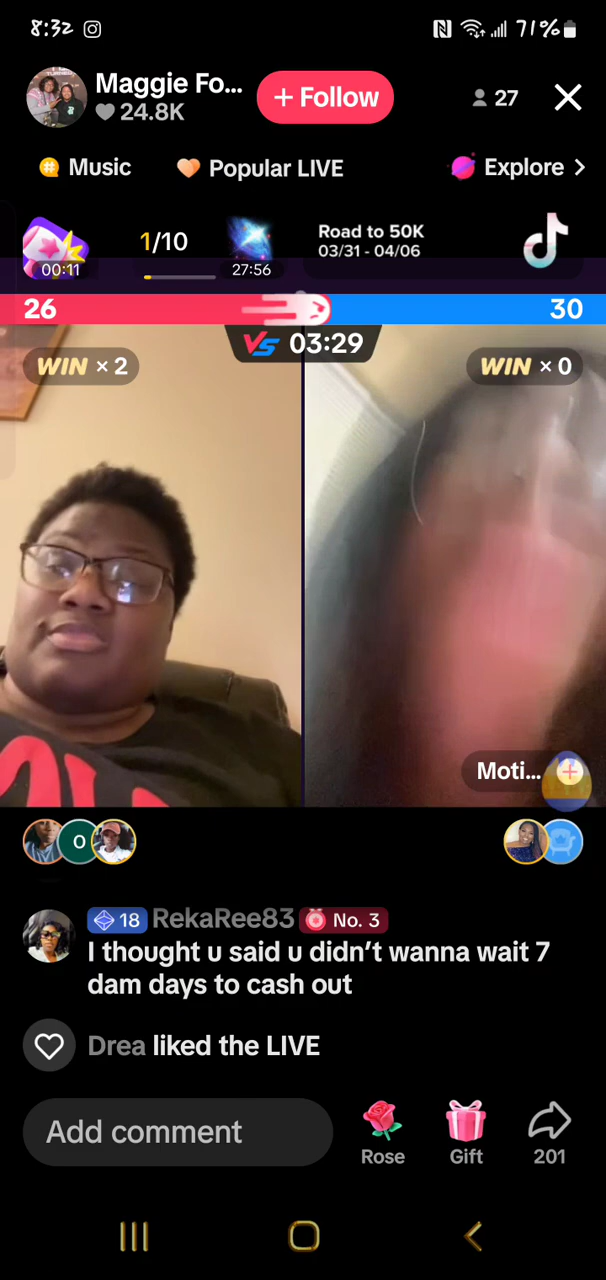 8:32
71%
Maggie Fo...
24.8K
+ Follow
27
Music
Popular LIVE
Explore >
00:11
1/10
27:56
Road to 50K
03/31 - 04/06
26
30
VS 03:29
WIN × 2
WIN × 0
Moti...
O
18 RekaRee83 No. 3
I thought u said u didn’t wanna wait 7
dam days to cash out
Drea liked the LIVE
Add comment
Rose
Gift
201